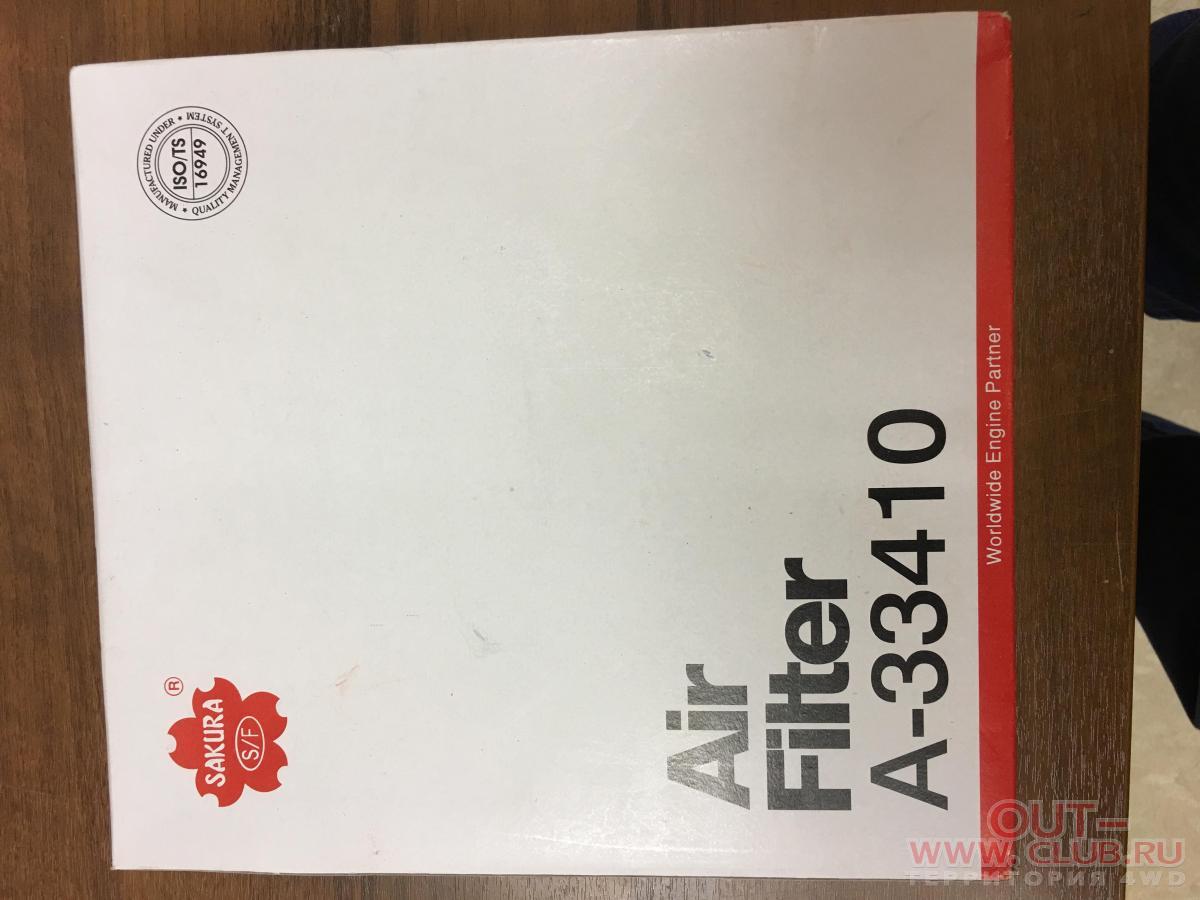 SAKURA
®
S/F
MANUFACTURED UNDER ★ QUALITY MANAGEMENT SYSTEM ★
ISO/TS
16949
Air
Filter
A-33410
Worldwide Engine Partner
OUT-
WWW.CLUB.RU
ТЕРРИТОРИЯ 4WD